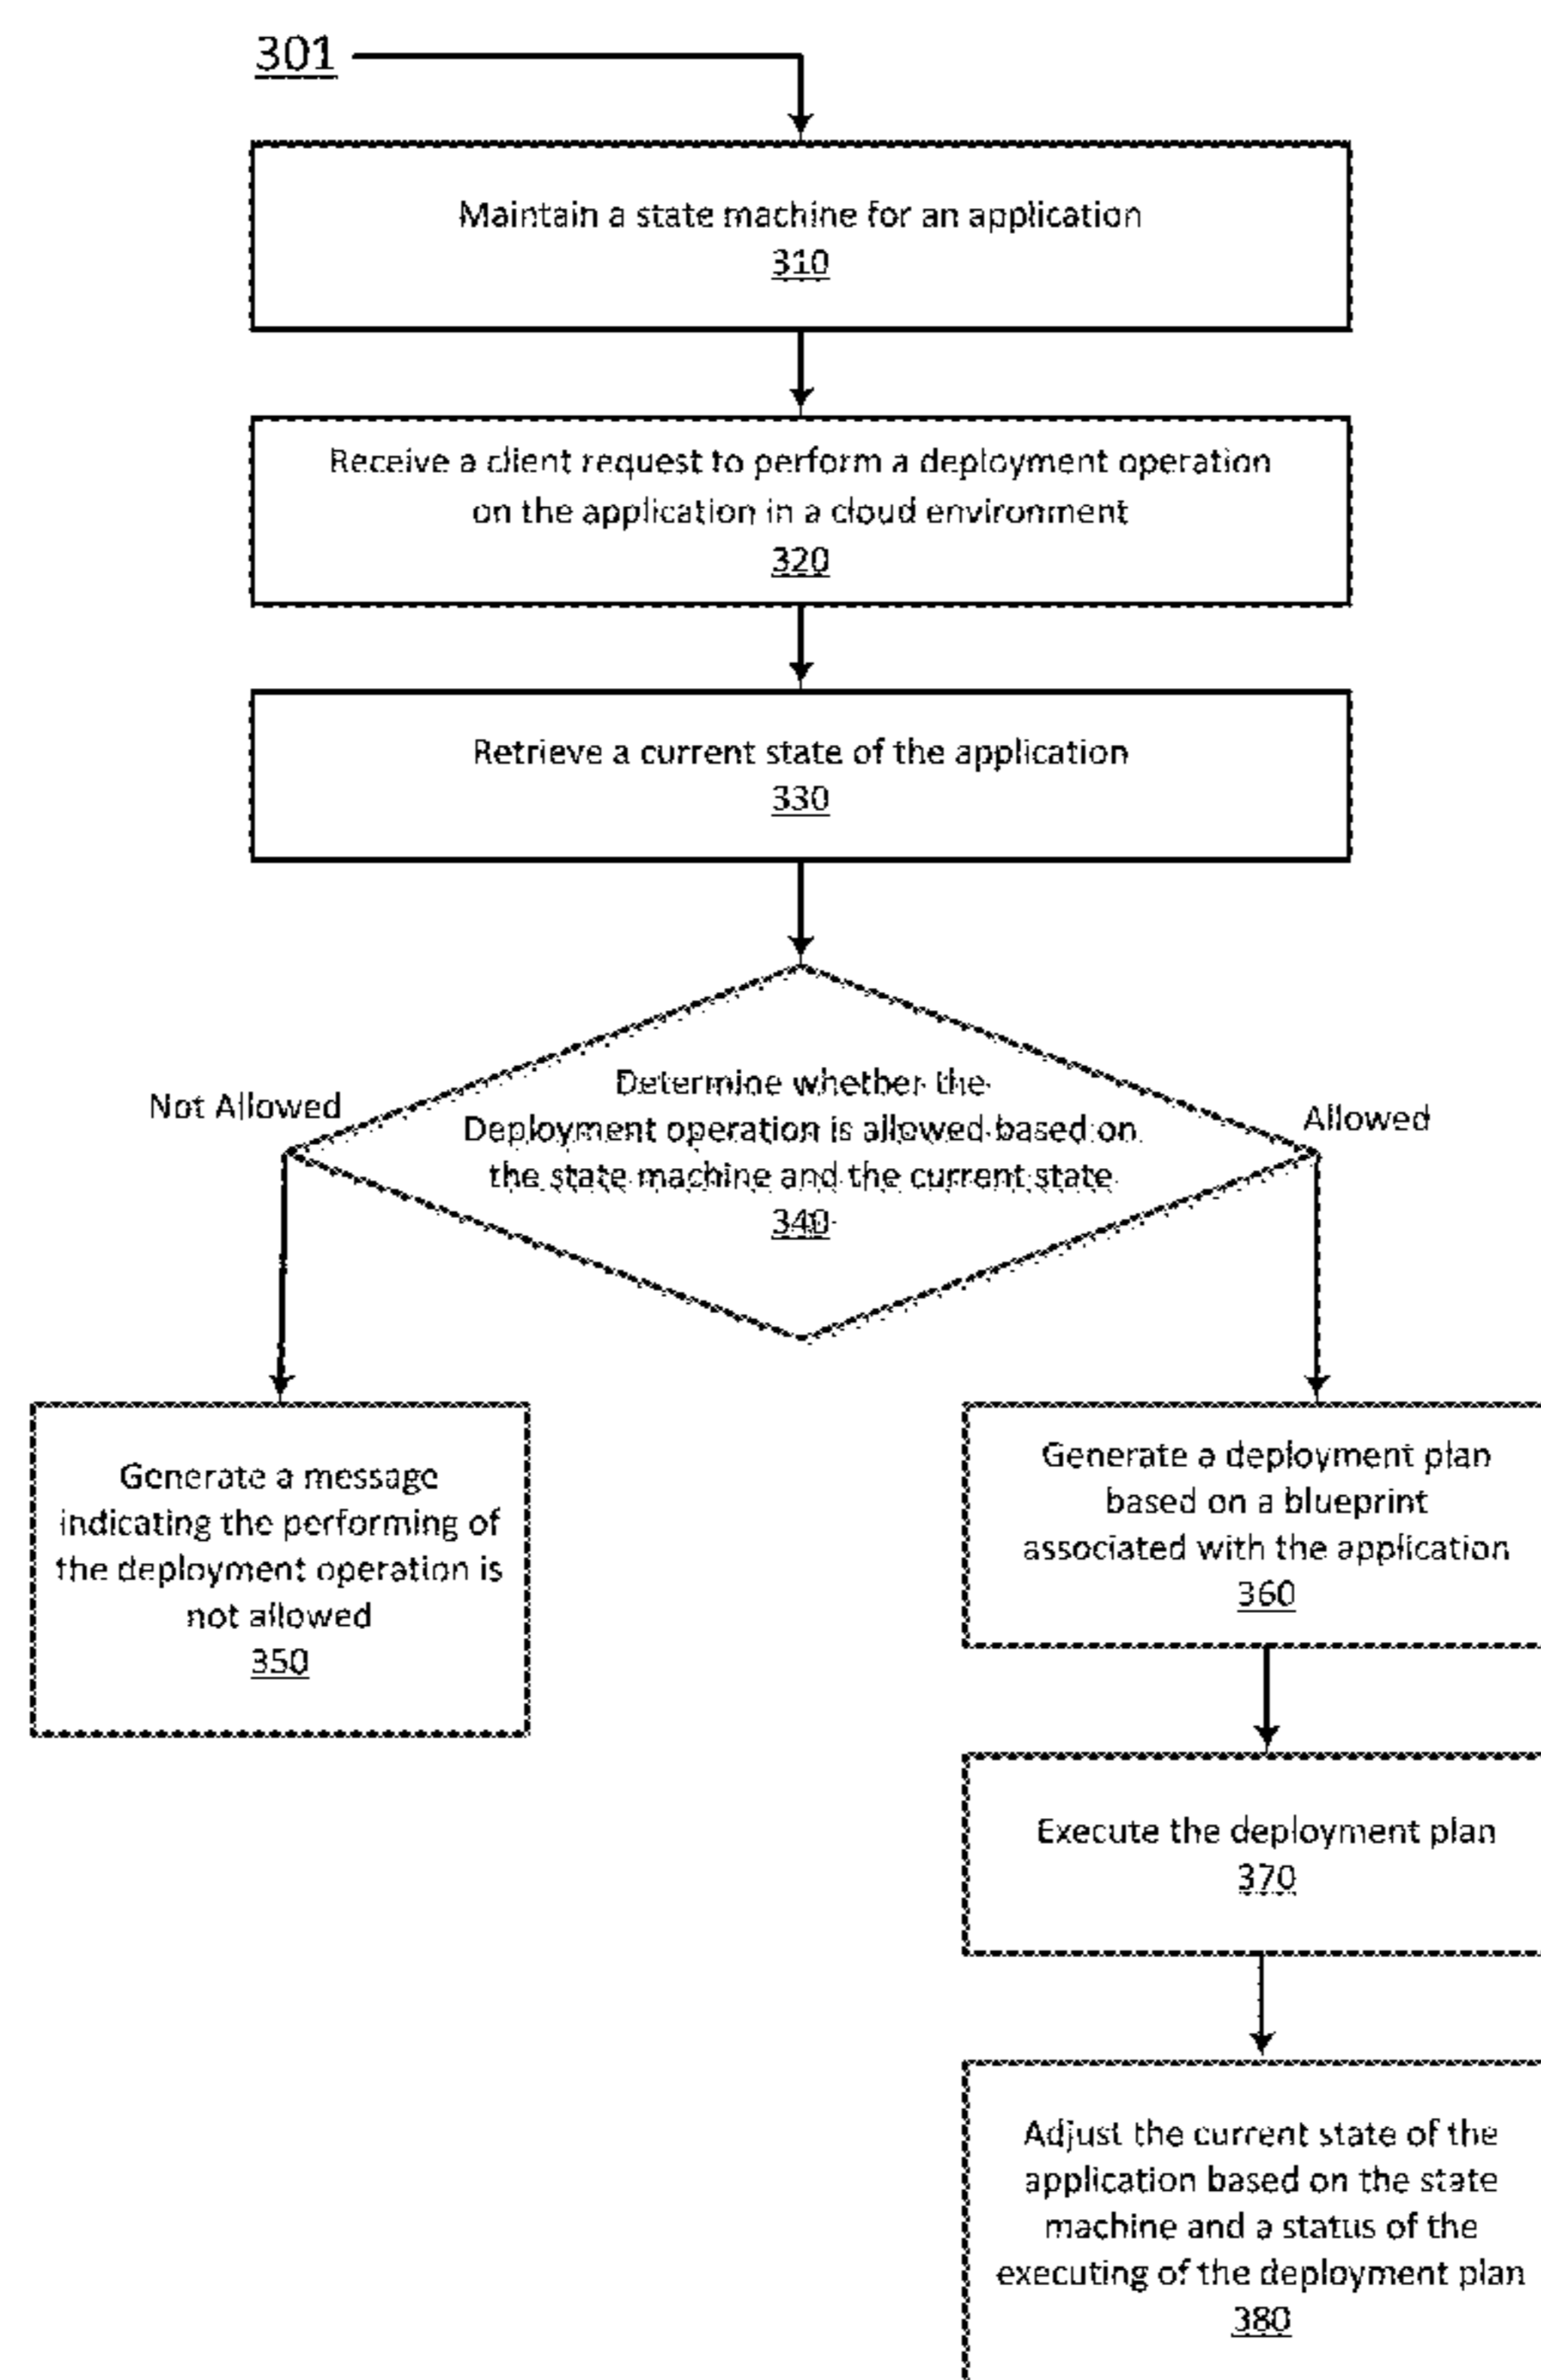 301
Maintain a state machine for an application
310
Receive a client request to perform a deployment operation
on the application in a cloud environment
320
Retrieve a current state of the application
330
Determine whether the
Deployment operation is allowed based on
the state machine and the current state
340
Not Allowed
Allowed
Generate a message
indicating the performing of
the deployment operation is
not allowed
350
Generate a deployment plan
based on a blueprint
associated with the application
360
Execute the deployment plan
370
Adjust the current state of the
application based on the state
machine and a status of the
executing of the deployment plan
380